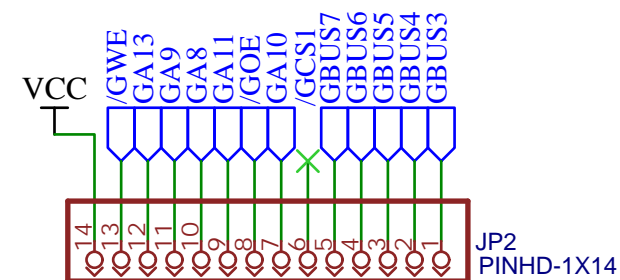 VCC
/GWE
GA13
GA9
GA8
GA11
/GOE
GA10
/GCS1
GBUS7
GBUS6
GBUS5
GBUS4
GBUS3
14
13
12
11
10
9
8
7
6
5
4
3
2
1
JP2
PINHD-1X14